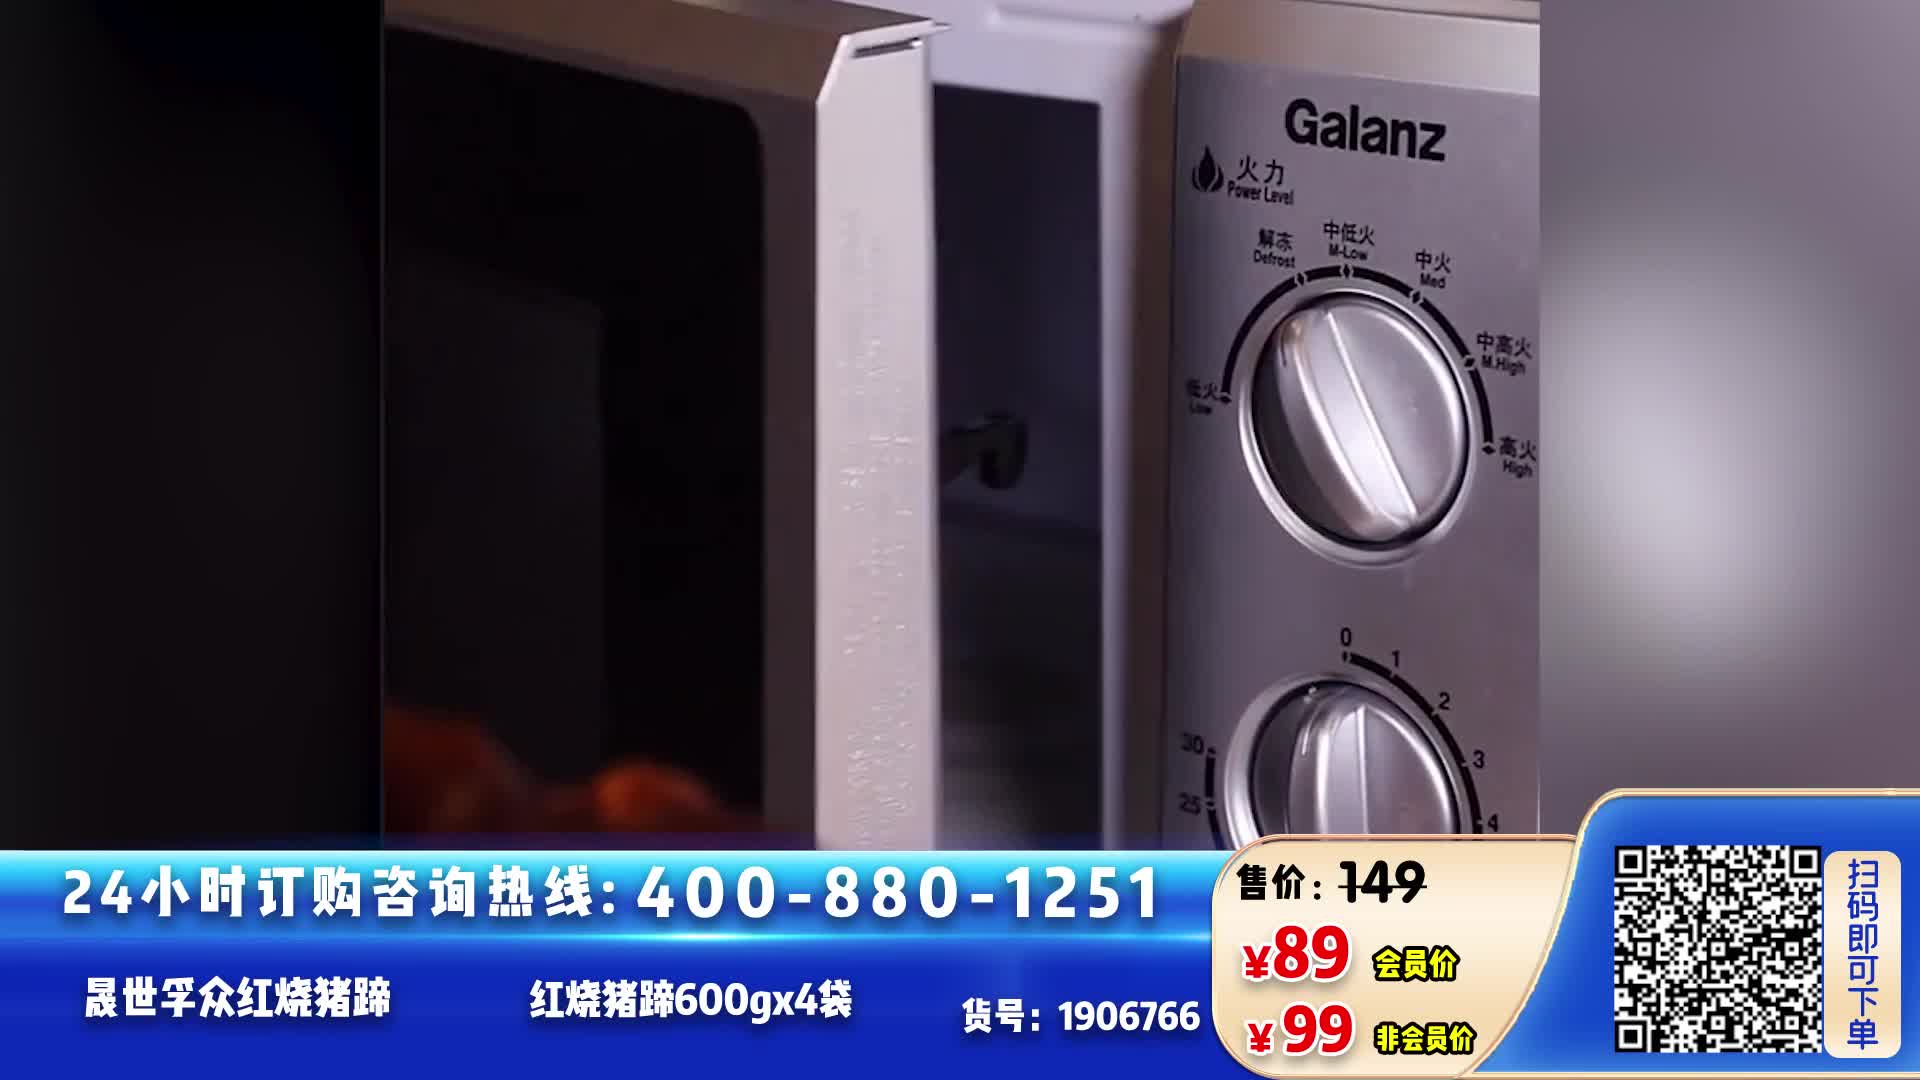 Galanz
火力
Power Level
解冻
Defrost
中低火
M-Low
中火
Med
中高火
M.High
低火
Low
高火
High
0
1
2
3
4
30
25
24小时订购咨询热线:400-880-1251
晟世孚众红烧猪蹄
红烧猪蹄600gx4袋
货号：1906766
售价：149
¥89 会员价
¥99 非会员价
扫码即可下单